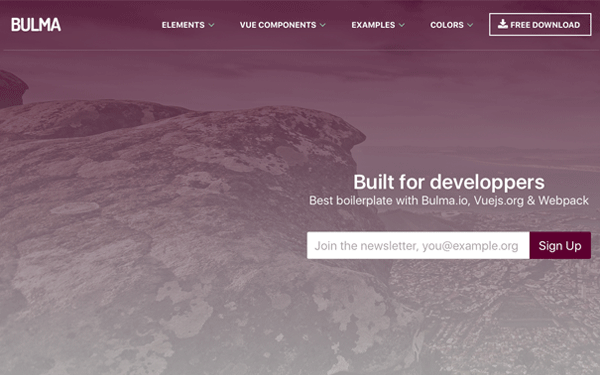 BULMA
ELEMENTS
VUE COMPONENTS
EXAMPLES
COLORS
FREE DOWNLOAD
Built for developpers
Best boilerplate with Bulma.io, Vuejs.org & Webpack
Join the newsletter, you@example.org
Sign Up